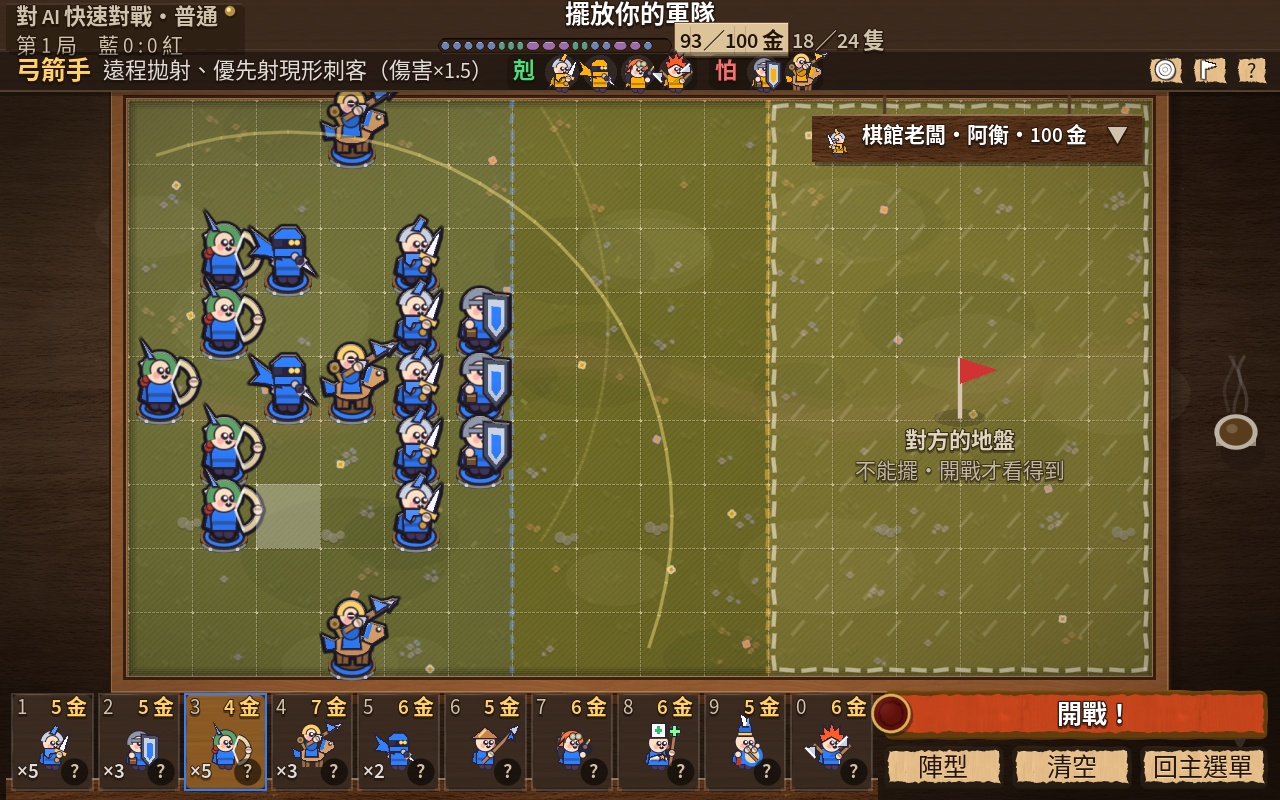 對 AI 快速對戰・普通
第 1 局 藍 0 : 0 紅
擺放你的軍隊
93／100 金
18／24 隻
弓箭手 遠程拋射、優先射現形刺客（傷害×1.5） 剋 怕
?
棋館老闆・阿衡・100 金
對方的地盤
不能擺・開戰才看得到
1 5 金
×5 ?
2 5 金
×3 ?
3 4 金
×5 ?
4 7 金
×3 ?
5 6 金
×2 ?
6 5 金
?
7 6 金
?
8 6 金
?
9 5 金
?
0 6 金
?
開戰！
陣型
清空
回主選單